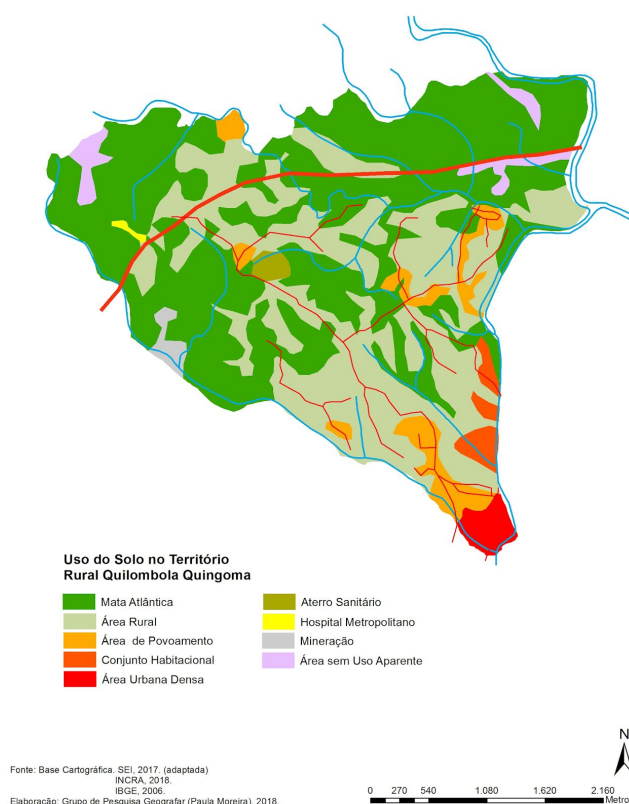 Uso do Solo no Território
Rural Quilombola Quingoma
Mata Atlântica
Área Rural
Área de Povoamento
Conjunto Habitacional
Área Urbana Densa
Aterro Sanitário
Hospital Metropolitano
Mineração
Área sem Uso Aparente
N
Fonte: Base Cartográfica. SEI, 2017. (adaptada)
INCRA, 2018.
IBGE, 2006.
Elaboração: Grupo de Pesquisa Geografar (Paula Moreira), 2018.
0 270 540 1.080 1.620 2.160
Metro